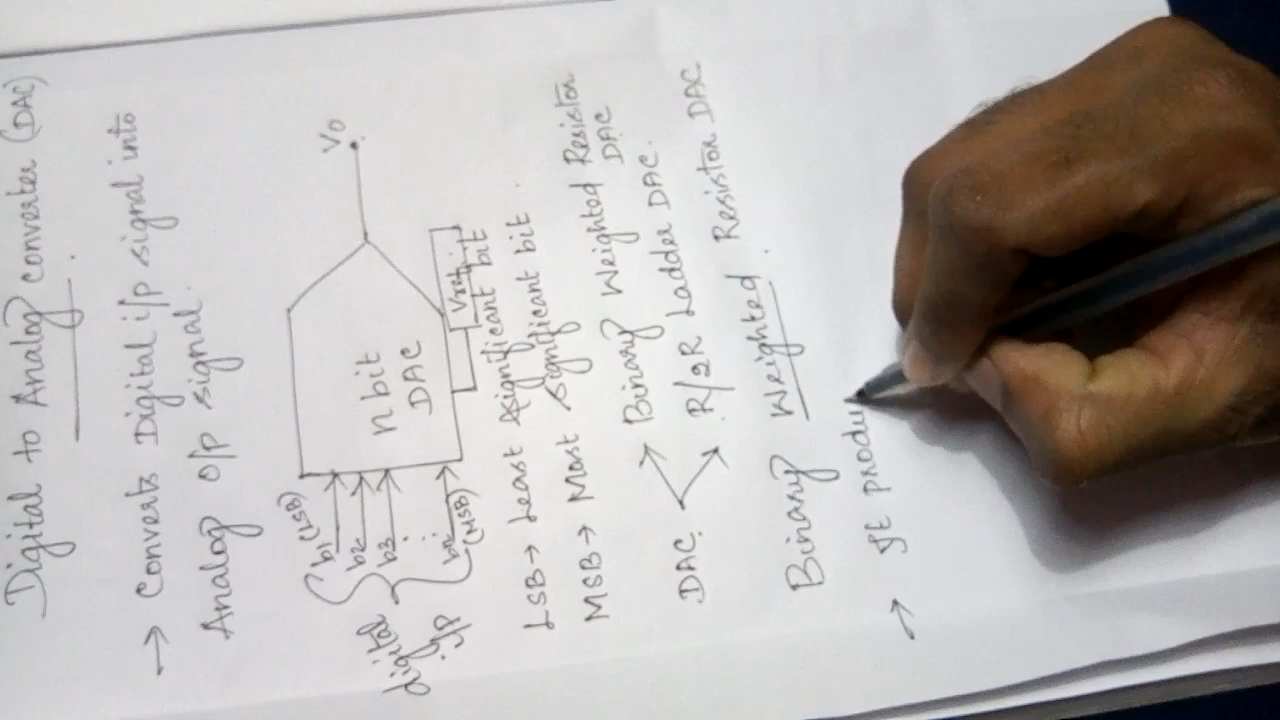 Digital to Analog converter (DAC)
→ Converts Digital i/p signal into
Analog o/p signal.
b1 (LSB)
b2
b3
bn
(MSB)
digital
i/p
n bit
DAC
Vo
Vref
LSB → Least significant bit
MSB → Most significant bit.
DAC
Binary Weighted Resistor
DAC
R/2R Ladder DAC.
Binary Weighted Resistor DAC
→ It produ